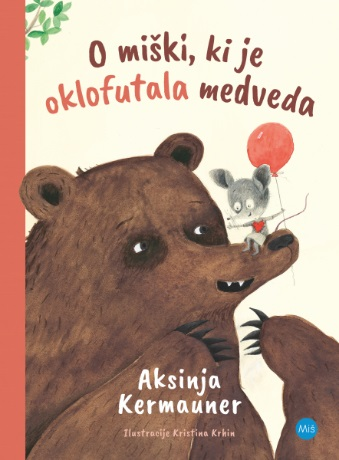 O miški, ki je
oklofutala medveda
Aksinja
Kermauner
Ilustracije Kristina Krhin
Miš